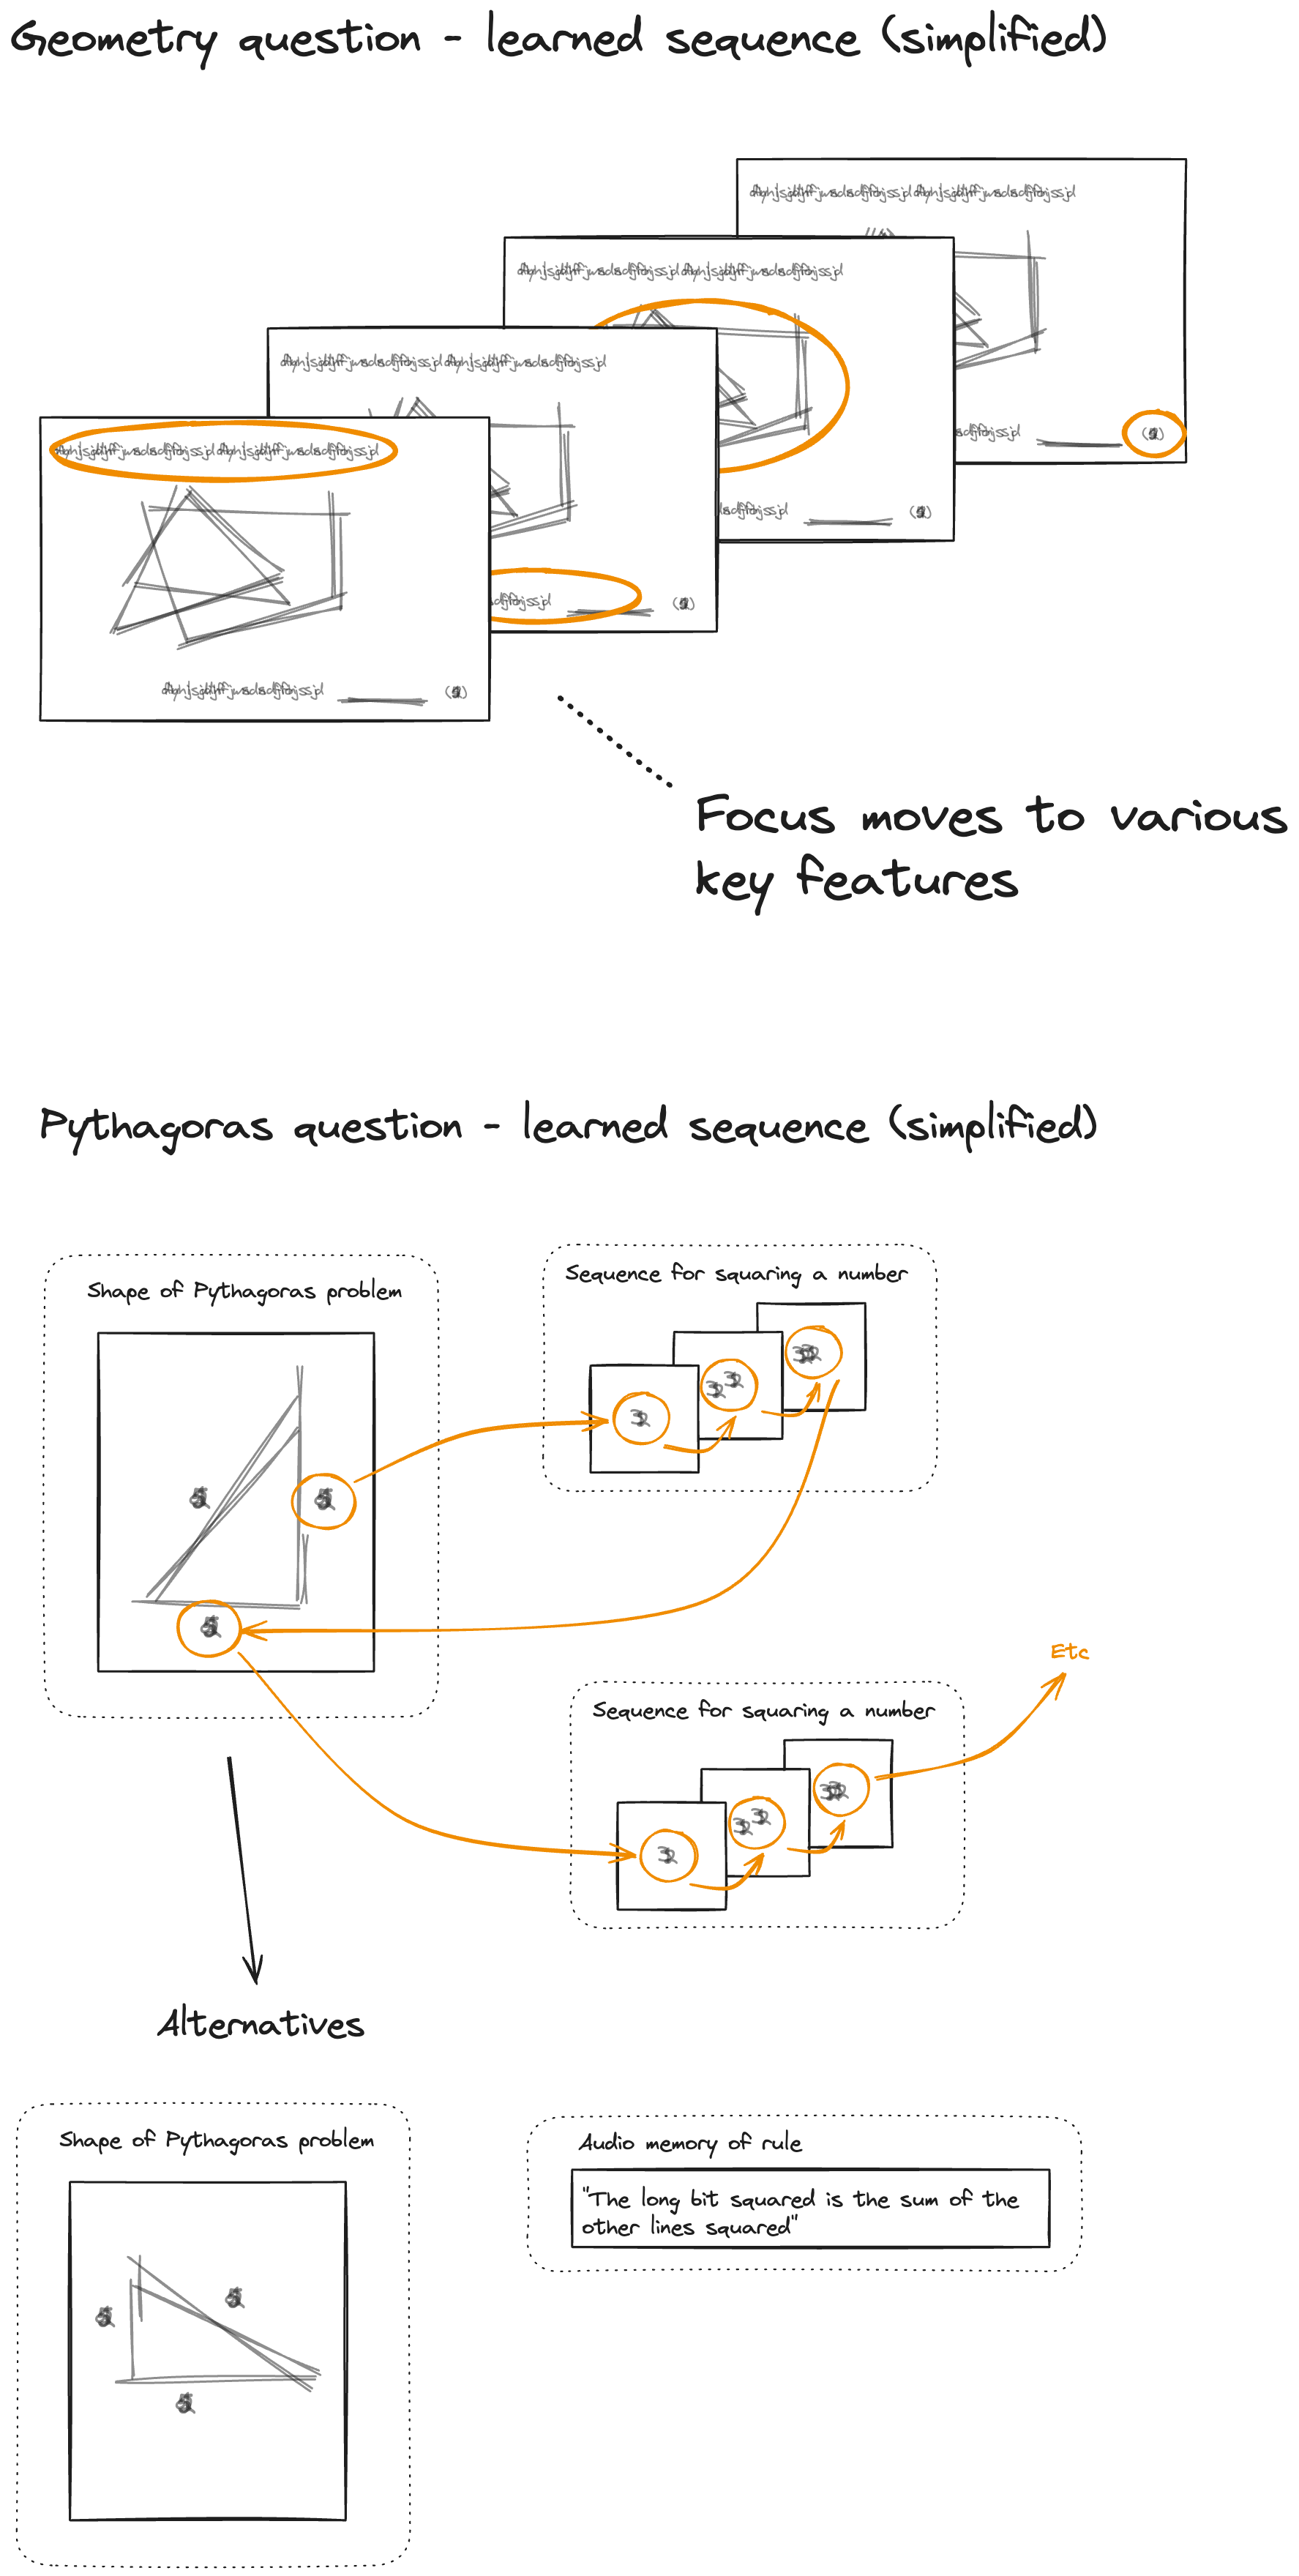 Geometry question - learned sequence (simplified)
Focus moves to various
key features
Pythagoras question - learned sequence (simplified)
Shape of Pythagoras problem
Sequence for squaring a number
Etc
Sequence for squaring a number
Alternatives
Shape of Pythagoras problem
Audio memory of rule
"The long bit squared is the sum of the
other lines squared"